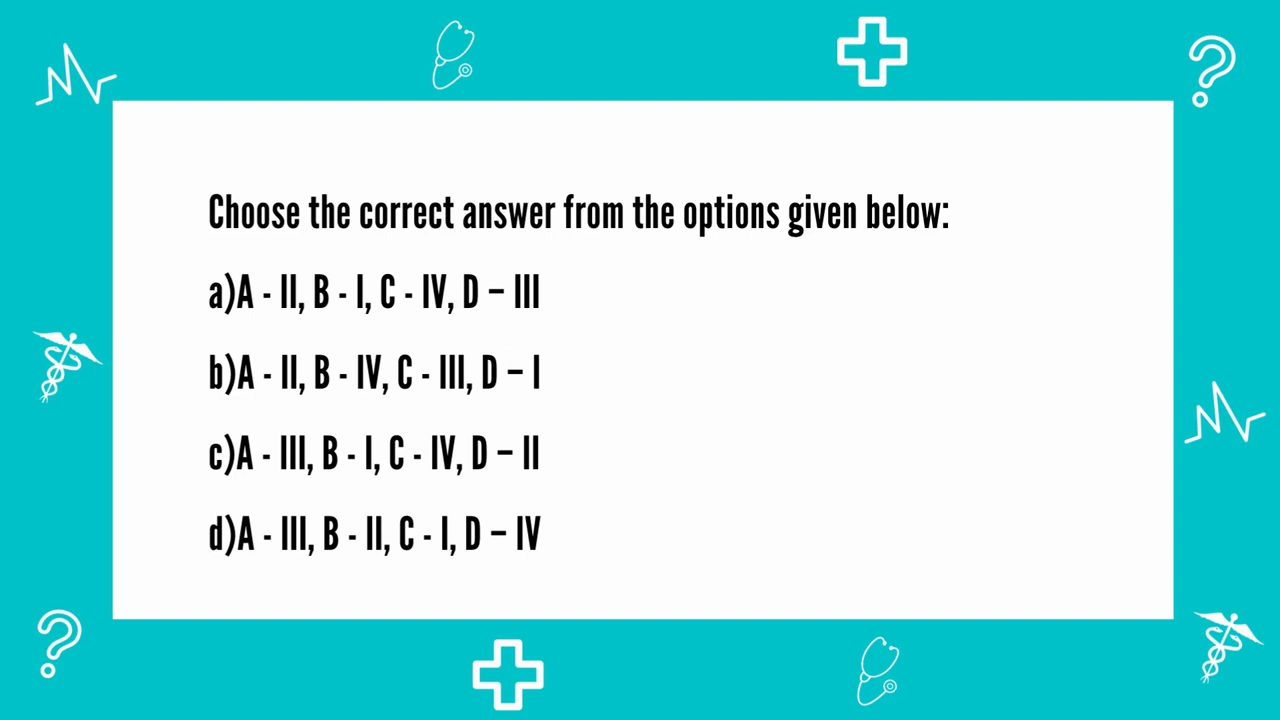 Choose the correct answer from the options given below:
a)A - II, B - I, C - IV, D – III
b)A - II, B - IV, C - III, D – I
c)A - III, B - I, C - IV, D – II
d)A - III, B - II, C - I, D – IV